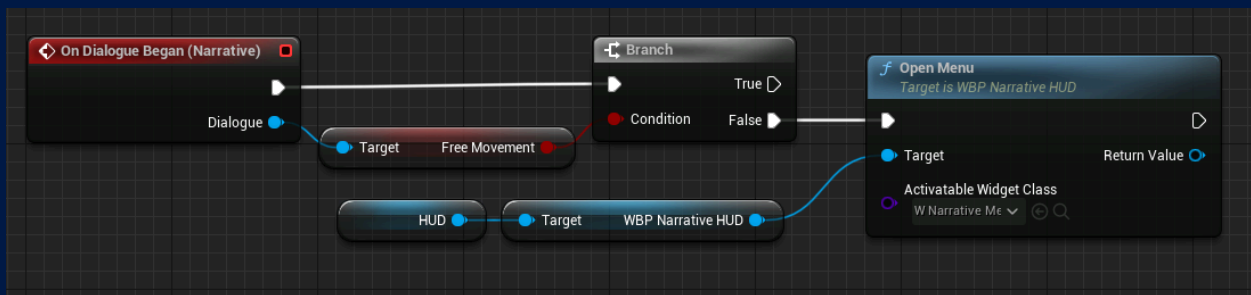 On Dialogue Began (Narrative)
Dialogue
Target Free Movement
Branch
True
Condition False
HUD
Target WBP Narrative HUD
f Open Menu
Target is WBP Narrative HUD
Target Return Value
Activatable Widget Class
W Narrative Me